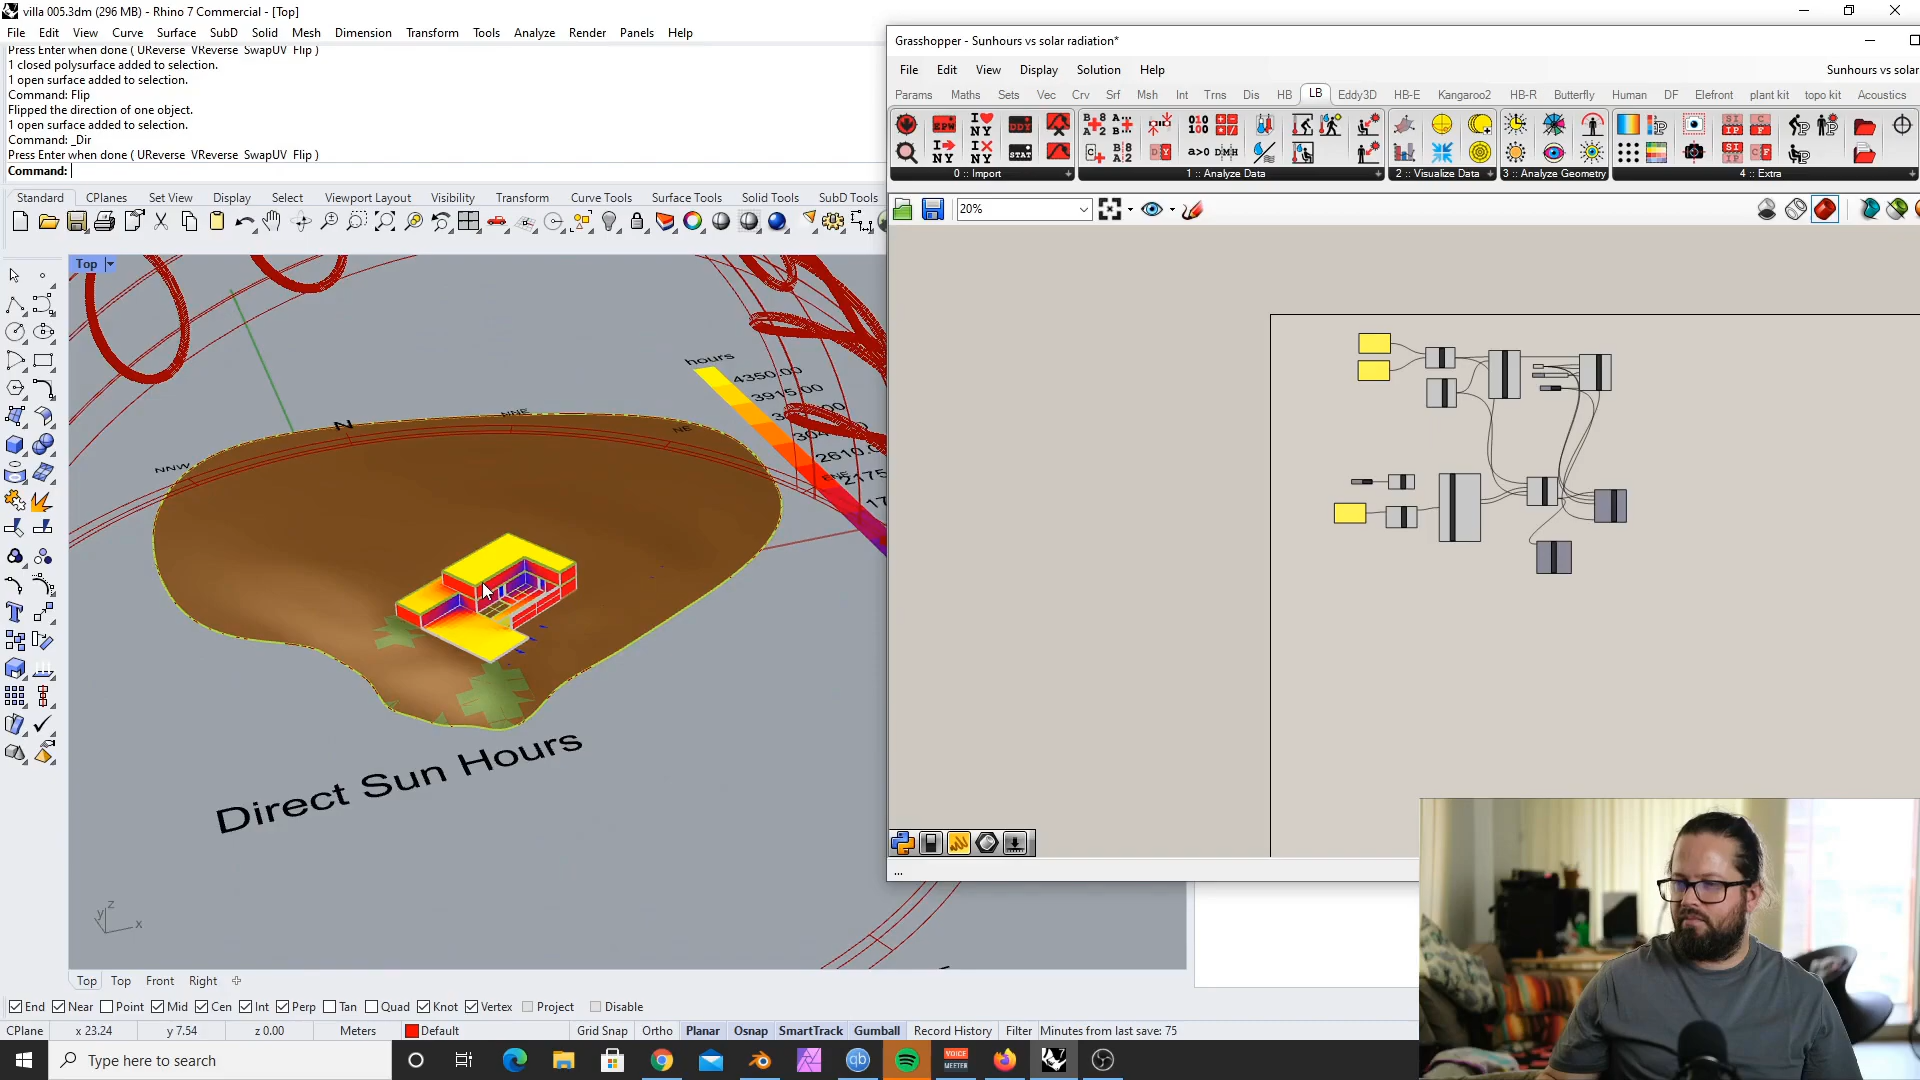 villa 005.3dm (296 MB) - Rhino 7 Commercial - [Top]
File Edit View Curve Surface SubD Solid Mesh Dimension Transform Tools Analyze Render Panels Help
Press Enter when done ( UReverse VReverse SwapUV Flip )
1 closed polysurface added to selection.
1 open surface added to selection.
Command: Flip
Flipped the direction of one object.
1 open surface added to selection.
Command: _Dir
Press Enter when done ( UReverse VReverse SwapUV Flip )
Command:
Standard CPlanes Set View Display Select Viewport Layout Visibility Transform Curve Tools Surface Tools Solid Tools SubD Tools
Top
hours
4350.00
3915.00
2610.0
2175
17
N
NNE
NE
ENE
NNW
Direct Sun Hours
z
y
x
Top Top Front Right
End Near Point Mid Cen Int Perp Tan Quad Knot Vertex Project Disable
CPlane x 23.24 y 7.54 z 0.00 Meters Default Grid Snap Ortho Planar Osnap SmartTrack Gumball Record History Filter Minutes from last save: 75
Type here to search
VOICE
MEETER
7
Grasshopper - Sunhours vs solar radiation*
File Edit View Display Solution Help
Sunhours vs solar
Params Maths Sets Vec Crv Srf Msh Int Trns Dis HB LB Eddy3D HB-E Kangaroo2 HB-R Butterfly Human DF Elefront plant kit topo kit Acoustics
0 :: Import
1 :: Analyze Data
2 :: Visualize Data
3 :: Analyze Geometry
4 :: Extra
20%
...